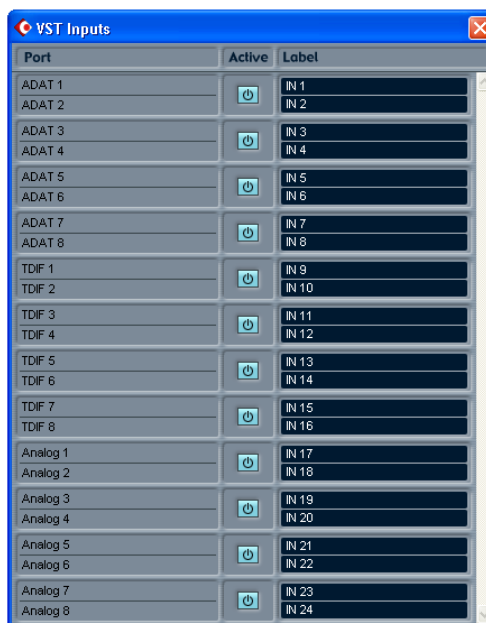 VST Inputs
Port Active Label
ADAT 1 IN 1
ADAT 2 IN 2
ADAT 3 IN 3
ADAT 4 IN 4
ADAT 5 IN 5
ADAT 6 IN 6
ADAT 7 IN 7
ADAT 8 IN 8
TDIF 1 IN 9
TDIF 2 IN 10
TDIF 3 IN 11
TDIF 4 IN 12
TDIF 5 IN 13
TDIF 6 IN 14
TDIF 7 IN 15
TDIF 8 IN 16
Analog 1 IN 17
Analog 2 IN 18
Analog 3 IN 19
Analog 4 IN 20
Analog 5 IN 21
Analog 6 IN 22
Analog 7 IN 23
Analog 8 IN 24